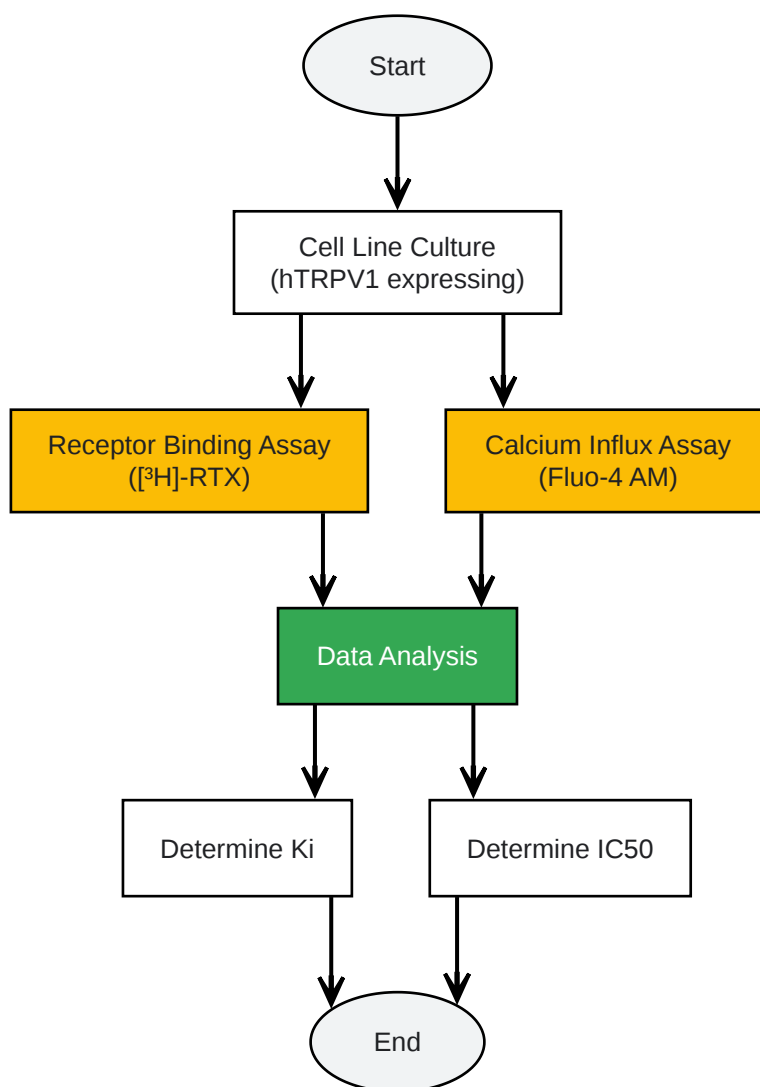 Start
Cell Line Culture
(hTRPV1 expressing)
Receptor Binding Assay
([³H]-RTX)
Calcium Influx Assay
(Fluo-4 AM)
Data Analysis
Determine Ki
Determine IC50
End